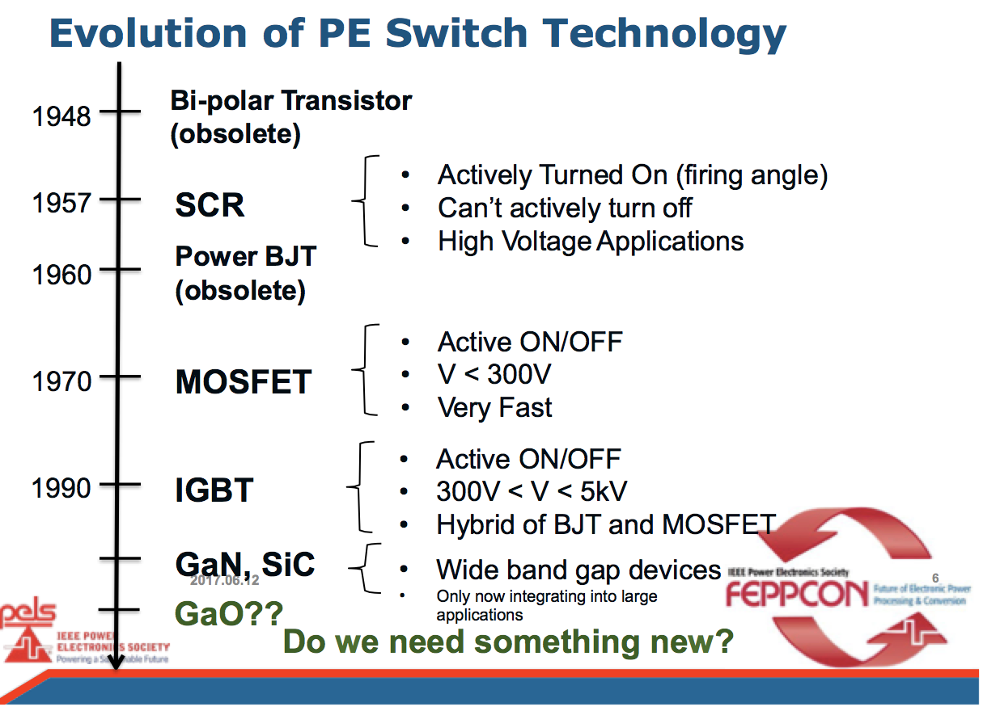 Evolution of PE Switch Technology
1948
Bi-polar Transistor
(obsolete)
1957
SCR
• Actively Turned On (firing angle)
• Can’t actively turn off
• High Voltage Applications
1960
Power BJT
(obsolete)
1970
MOSFET
• Active ON/OFF
• V < 300V
• Very Fast
1990
IGBT
• Active ON/OFF
• 300V < V < 5kV
• Hybrid of BJT and MOSFET
GaN, SiC
• Wide band gap devices
• Only now integrating into large
applications
2017.06.12
GaO??
Do we need something new?
pels
IEEE POWER
ELECTRONICS SOCIETY
Powering a Sustainable Future
IEEE Power Electronics Society
FEPPCON
Future of Electronic Power
Processing & Conversion
6